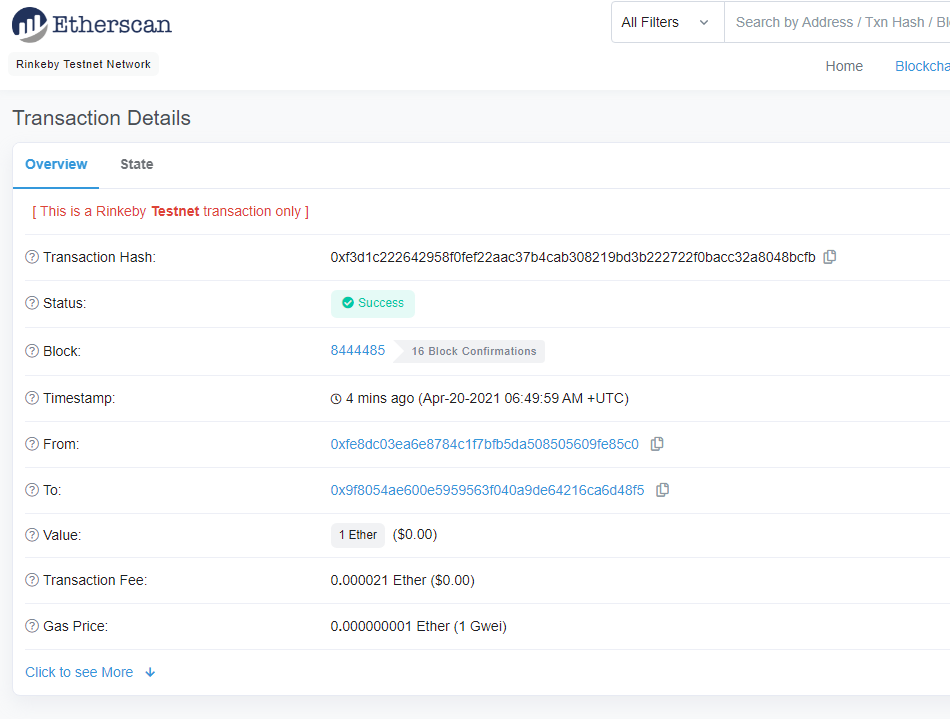 Etherscan
All Filters
Search by Address / Txn Hash / Bl
Rinkeby Testnet Network
Home
Blockcha
Transaction Details
Overview
State
[ This is a Rinkeby Testnet transaction only ]
Transaction Hash:
0xf3d1c222642958f0fef22aac37b4cab308219bd3b222722f0bacc32a8048bcfb
Status:
Success
Block:
8444485
16 Block Confirmations
Timestamp:
4 mins ago (Apr-20-2021 06:49:59 AM +UTC)
From:
0xfe8dc03ea6e8784c1f7bfb5da508505609fe85c0
To:
0x9f8054ae600e5959563f040a9de64216ca6d48f5
Value:
1 Ether
($0.00)
Transaction Fee:
0.000021 Ether ($0.00)
Gas Price:
0.000000001 Ether (1 Gwei)
Click to see More